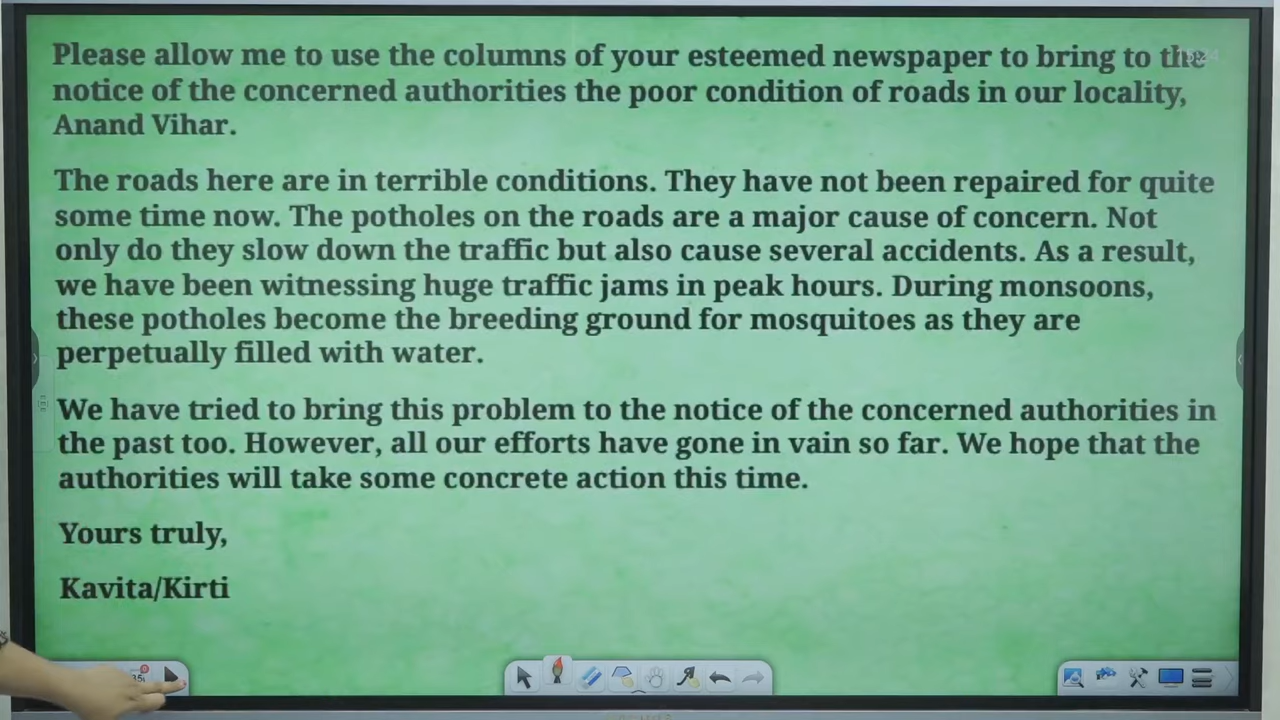 Please allow me to use the columns of your esteemed newspaper to bring to the
notice of the concerned authorities the poor condition of roads in our locality,
Anand Vihar.
The roads here are in terrible conditions. They have not been repaired for quite
some time now. The potholes on the roads are a major cause of concern. Not
only do they slow down the traffic but also cause several accidents. As a result,
we have been witnessing huge traffic jams in peak hours. During monsoons,
these potholes become the breeding ground for mosquitoes as they are
perpetually filled with water.
We have tried to bring this problem to the notice of the concerned authorities in
the past too. However, all our efforts have gone in vain so far. We hope that the
authorities will take some concrete action this time.
Yours truly,
Kavita/Kirti